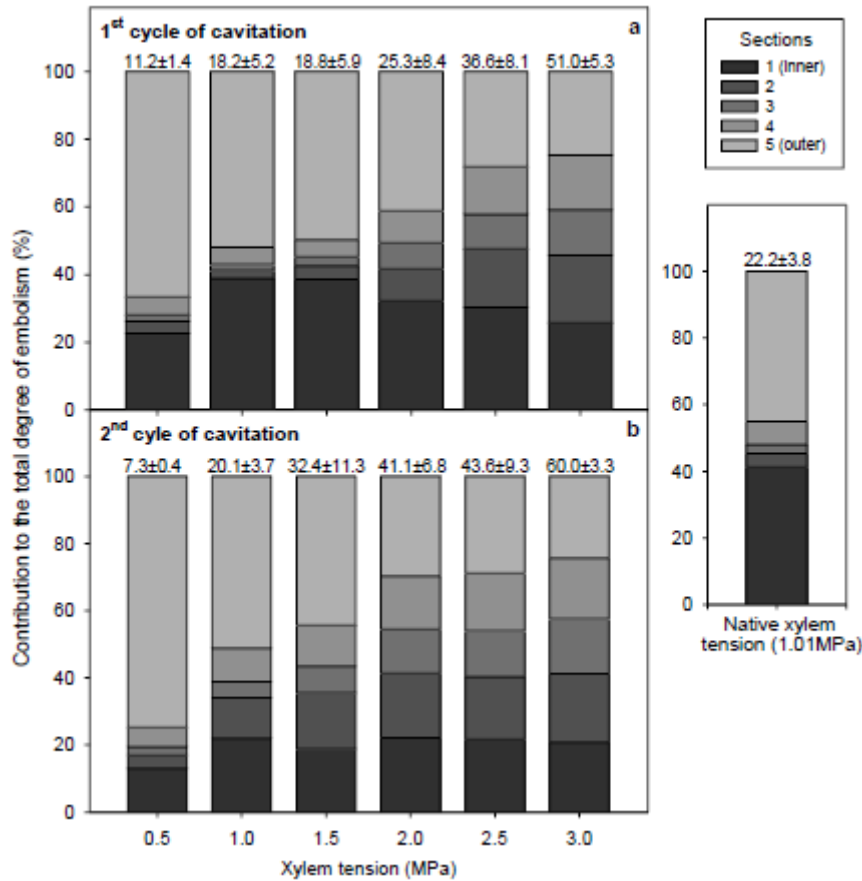 1st cycle of cavitation
a
11.2±1.4 18.2±5.2 18.8±5.9 25.3±8.4 36.6±8.1 51.0±5.3
100
80
60
40
20
0
2nd cyle of cavitation
b
7.3±0.4 20.1±3.7 32.4±11.3 41.1±6.8 43.6±9.3 60.0±3.3
100
80
60
40
20
0
0.5 1.0 1.5 2.0 2.5 3.0
Xylem tension (MPa)
Contribution to the total degree of embolism (%)
Sections
1 (Inner)
2
3
4
5 (outer)
22.2±3.8
100
80
60
40
20
0
Native xylem
tension (1.01MPa)